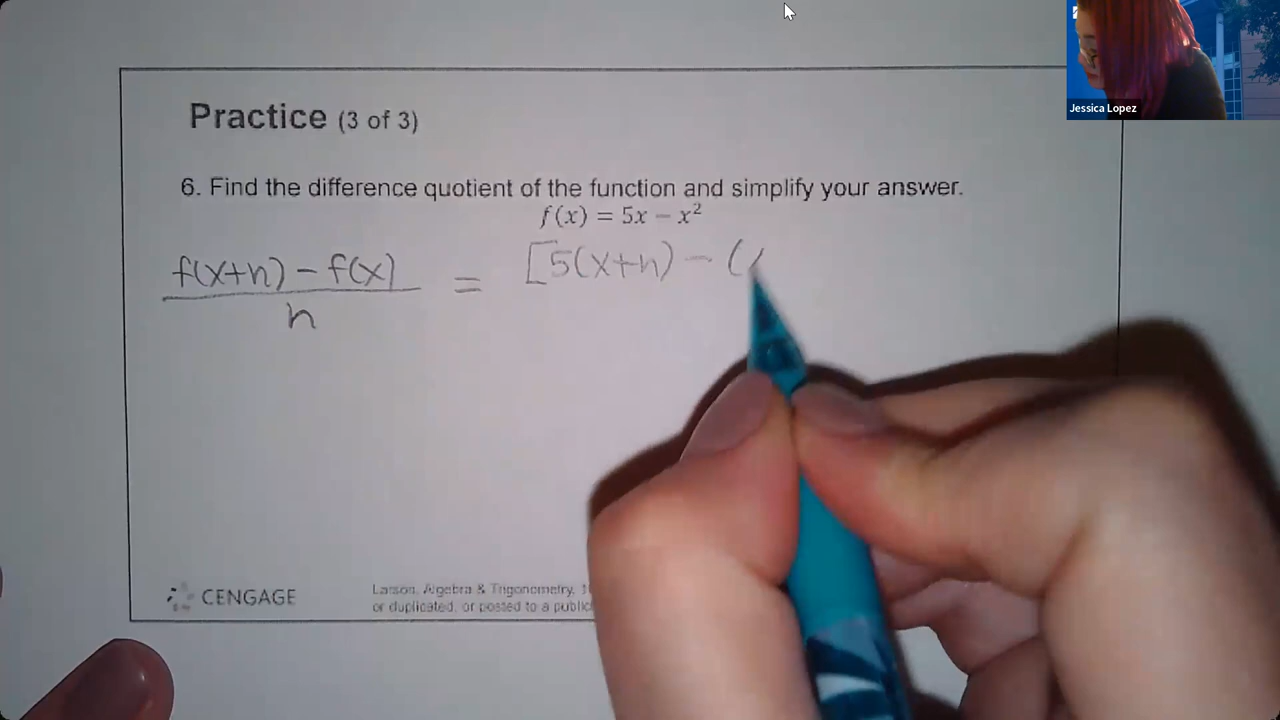 Jessica Lopez
Practice (3 of 3)
6. Find the difference quotient of the function and simplify your answer.
f(x) = 5x − x²
f(x+h) − f(x)
h
= [5(x+h) − (
CENGAGE
Larson, Algebra & Trigonometry,
or duplicated, or posted to a public